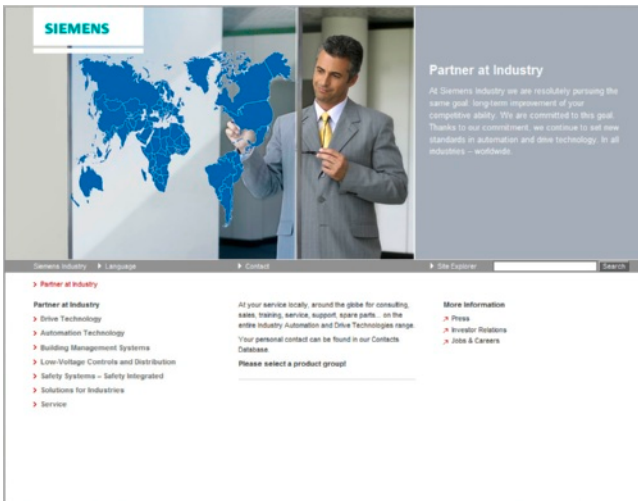 SIEMENS
Partner at Industry
At Siemens Industry we are resolutely pursuing the
same goal: long-term improvement of your
competitive ability. We are committed to this goal.
Thanks to our commitment, we continue to set new
standards in automation and drive technology. In all
industries – worldwide.
Siemens Industry Language Contact Site Explorer Search
Partner at Industry
Partner at Industry
Drive Technology
Automation Technology
Building Management Systems
Low-Voltage Controls and Distribution
Safety Systems – Safety Integrated
Solutions for Industries
Service
At your service locally, around the globe for consulting,
sales, training, service, support, spare parts... on the
entire Industry Automation and Drive Technologies range.
Your personal contact can be found in our Contacts
Database.
Please select a product group!
More Information
Press
Investor Relations
Jobs & Careers